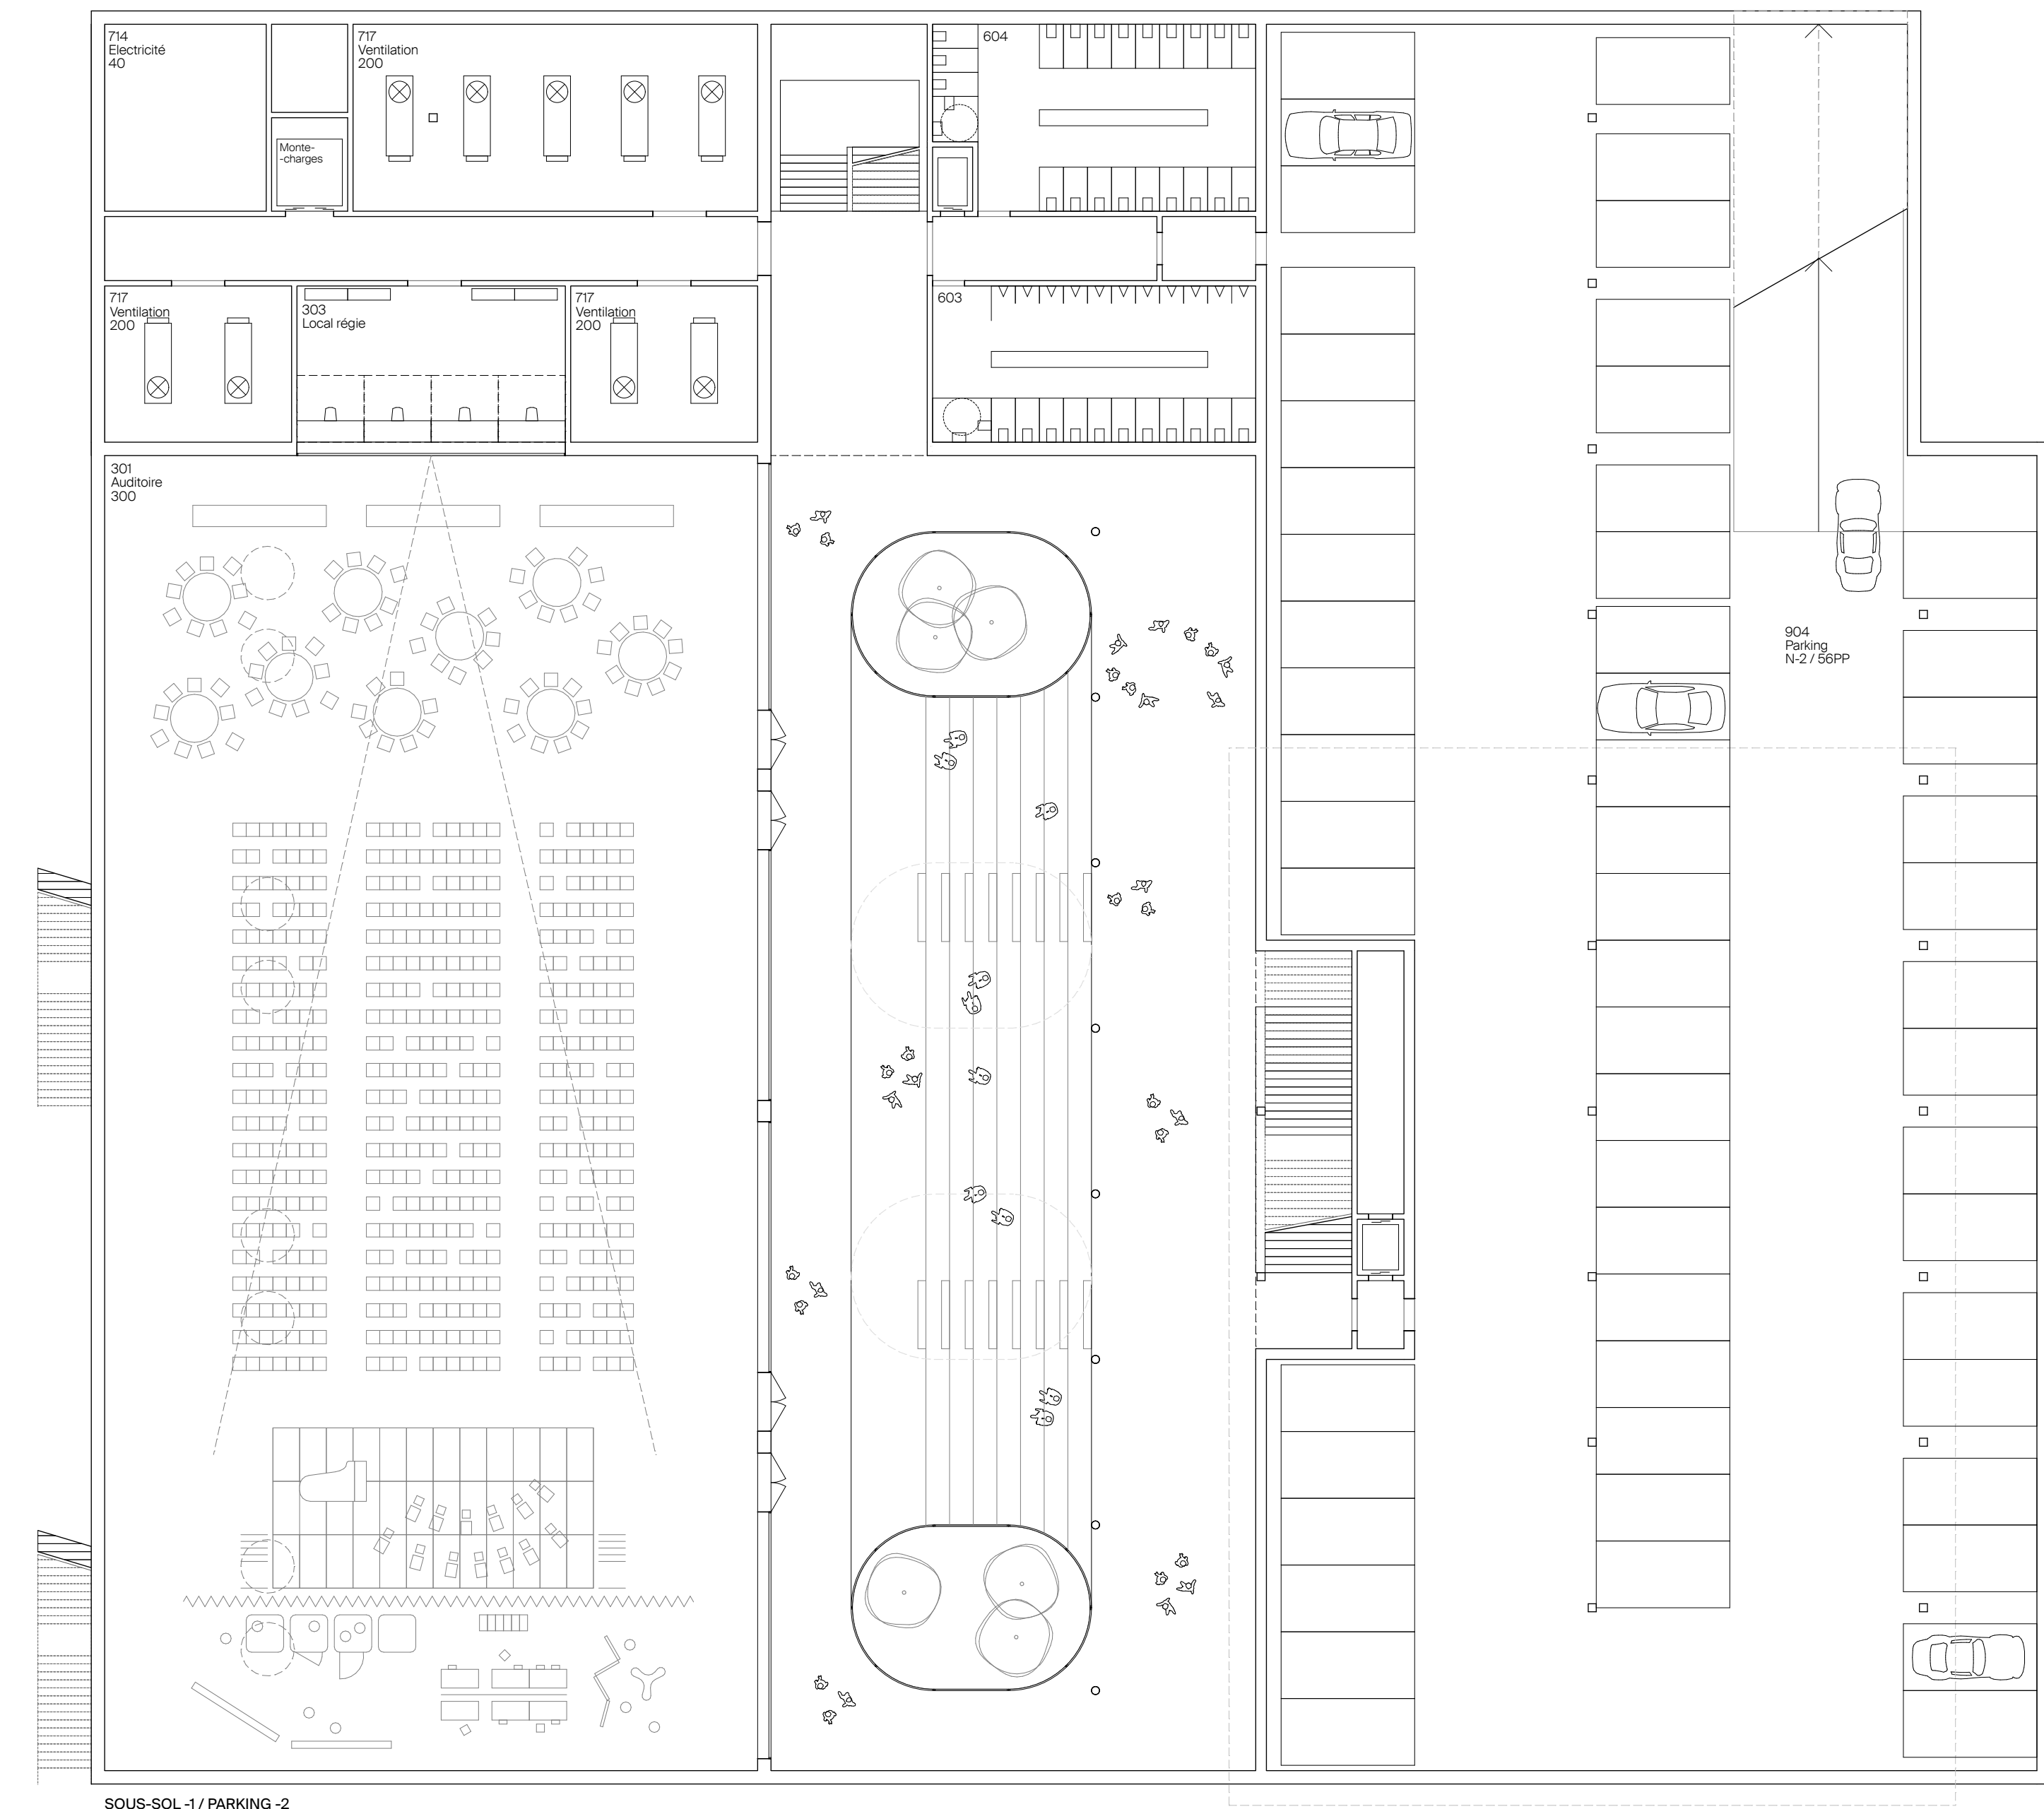 714
Electricité
40
717
Ventilation
200
604
Monte-
-charges
717
Ventilation
200
303
Local régie
717
Ventilation
200
603
301
Auditoire
300
904
Parking
N-2 / 56PP
SOUS-SOL -1 / PARKING -2